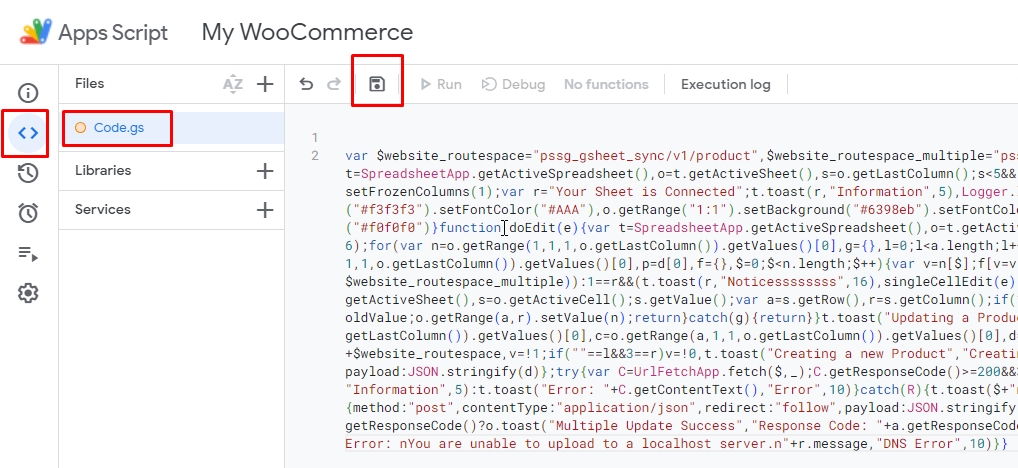 Apps Script My WooCommerce
Files AZ Run Debug No functions Execution log
Code.gs
Libraries
Services
1
2 var $website_routespace="pssg_gsheet_sync/v1/product",$website_routespace_multiple="pss
t=SpreadsheetApp.getActiveSpreadsheet(),o=t.getActiveSheet(),s=o.getLastColumn();s<5&&
setFrozenColumns(1);var r="Your Sheet is Connected";t.toast(r,"Information",5),Logger.l
("#f3f3f3").setFontColor("#AAA"),o.getRange("1:1").setBackground("#6398eb").setFontColo
("#f0f0f0")}function doEdit(e){var t=SpreadsheetApp.getActiveSpreadsheet(),o=t.getActiv
6);for(var n=o.getRange(1,1,1,o.getLastColumn()).getValues()[0],g={},l=0;l<a.length;l+
1,1,o.getLastColumn()).getValues()[0],p=d[0],f={},$=0;$<n.length;$++){var v=n[$];f[v=v
$website_routespace_multiple)):1==r&&(t.toast(r,"Noticesssssss",16),singleCellEdit(e)
getActiveSheet(),s=o.getActiveCell();s.getValue();var a=s.getRow(),r=s.getColumn();if(
oldValue;o.getRange(a,r).setValue(n);return}catch(g){return}}t.toast("Updating a Produc
getLastColumn()).getValues()[0],c=o.getRange(a,1,1,o.getLastColumn()).getValues()[0],d
+$website_routespace,v=!1;if(""==l&&3==r)v=!0,t.toast("Creating a new Product","Creatin
payload:JSON.stringify(d)};try{var C=UrlFetchApp.fetch($,_);C.getResponseCode()>=200&&
"Information",5):t.toast("Error: "+C.getContentText(),"Error",10)}catch(R){t.toast($+"n
{method:"post",contentType:"application/json",redirect:"follow",payload:JSON.stringify
getResponseCode()?o.toast("Multiple Update Success","Response Code: "+a.getResponseCod
Error: nYou are unable to upload to a localhost server.n"+r.message,"DNS Error",10)}}